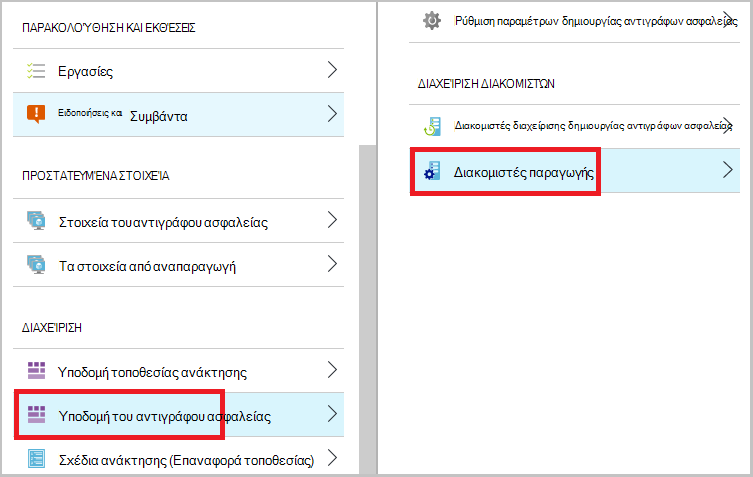 ΠΑΡΑΚΟΛΟΎΘΗΣΗ ΚΑΙ ΕΚΘΈΣΕΙΣ
Εργασίες
Ειδοποιήσεις και Συμβάντα
ΠΡΟΣΤΑΤΕΥΜΈΝΑ ΣΤΟΙΧΕΊΑ
Στοιχεία του αντιγράφου ασφαλείας
Τα στοιχεία από αναπαραγωγή
ΔΙΑΧΕΊΡΙΣΗ
Υποδομή τοποθεσίας ανάκτησης
Υποδομή του αντιγράφου ασφαλείας
Σχέδια ανάκτησης (Επαναφορά τοποθεσίας)
Ρύθμιση παραμέτρων δημιουργίας αντιγράφων ασφαλείας
ΔΙΑΧΕΊΡΙΣΗ ΔΙΑΚΟΜΙΣΤΏΝ
Διακομιστές διαχείρισης δημιουργίας αντιγράφων ασφαλείας
Διακομιστές παραγωγής